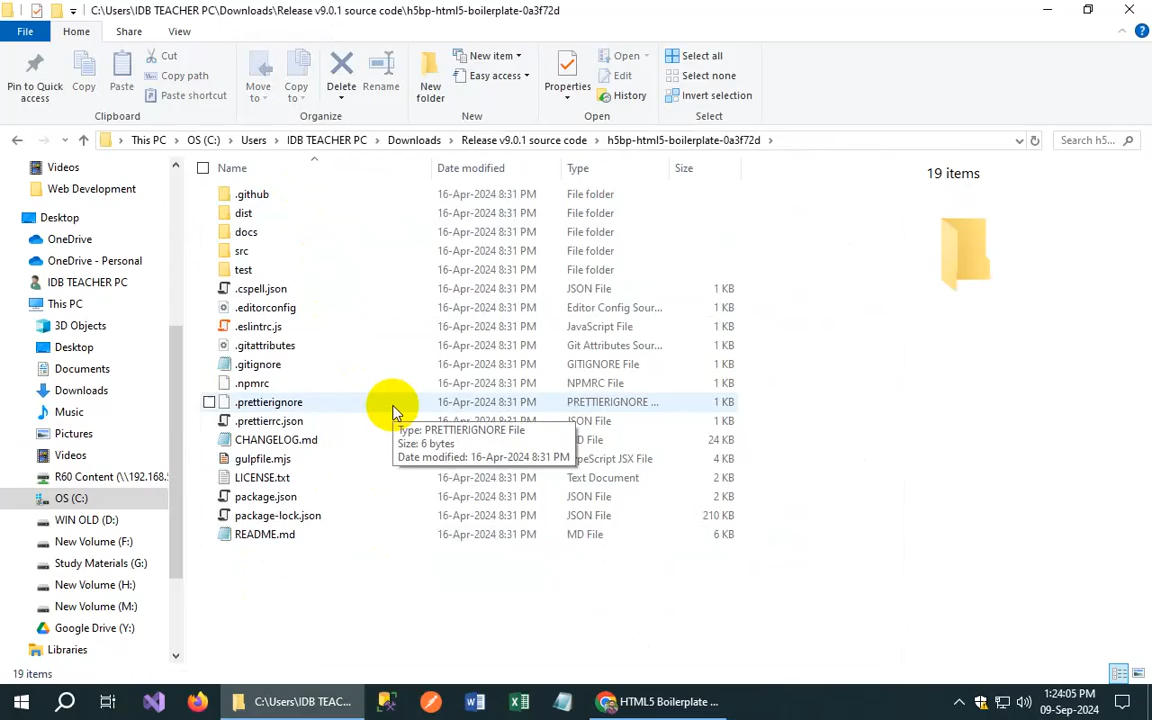 C:\Users\IDB TEACHER PC\Downloads\Release v9.0.1 source code\h5bp-html5-boilerplate-0a3f72d
File
Home
Share
View
Pin to Quick access
Copy
Paste
Cut
Copy path
Paste shortcut
Clipboard
Move to
Copy to
Delete
Rename
Organize
New folder
New item
Easy access
New
Properties
Open
Edit
History
Open
Select all
Select none
Invert selection
Select
This PC > OS (C:) > Users > IDB TEACHER PC > Downloads > Release v9.0.1 source code > h5bp-html5-boilerplate-0a3f72d >
Search h5...
Videos
Web Development
Desktop
OneDrive
OneDrive - Personal
IDB TEACHER PC
This PC
3D Objects
Desktop
Documents
Downloads
Music
Pictures
Videos
R60 Content (\\192.168.
OS (C:)
WIN OLD (D:)
New Volume (F:)
Study Materials (G:)
New Volume (H:)
New Volume (M:)
Google Drive (Y:)
Libraries
Name Date modified Type Size
.github 16-Apr-2024 8:31 PM File folder
dist 16-Apr-2024 8:31 PM File folder
docs 16-Apr-2024 8:31 PM File folder
src 16-Apr-2024 8:31 PM File folder
test 16-Apr-2024 8:31 PM File folder
.cspell.json 16-Apr-2024 8:31 PM JSON File 1 KB
.editorconfig 16-Apr-2024 8:31 PM Editor Config Sour... 1 KB
.eslintrc.js 16-Apr-2024 8:31 PM JavaScript File 1 KB
.gitattributes 16-Apr-2024 8:31 PM Git Attributes Sour... 1 KB
.gitignore 16-Apr-2024 8:31 PM GITIGNORE File 1 KB
.npmrc 16-Apr-2024 8:31 PM NPMRC File 1 KB
.prettierignore 16-Apr-2024 8:31 PM PRETTIERIGNORE ... 1 KB
.prettierrc.json 16-Apr-2024 8:31 PM JSON File 1 KB
CHANGELOG.md D File 24 KB
gulpfile.mjs ypeScript JSX File 3 KB
LICENSE.txt 16-Apr-2024 8:31 PM Text Document 2 KB
package.json 16-Apr-2024 8:31 PM JSON File 2 KB
package-lock.json 16-Apr-2024 8:31 PM JSON File 210 KB
README.md 16-Apr-2024 8:31 PM MD File 6 KB
Type: PRETTIERIGNORE File
Size: 6 bytes
Date modified: 16-Apr-2024 8:31 PM
19 items
19 items
C:\Users\IDB TEAC...
HTML5 Boilerplate ...
1:24:05 PM
09-Sep-2024